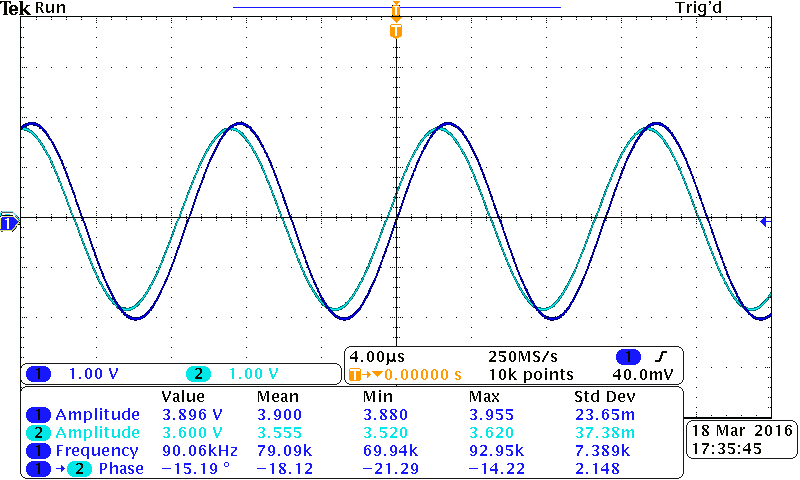 Tek Run Trig'd
T
T
1
1 1.00 V 2 1.00 V
4.00µs 250MS/s 1 40.0mV
T→▼0.00000 s 10k points
Value Mean Min Max Std Dev
1 Amplitude 3.896 V 3.900 3.880 3.955 23.65m
2 Amplitude 3.600 V 3.555 3.520 3.620 37.38m
1 Frequency 90.06kHz 79.09k 69.94k 92.95k 7.389k
1 →2 Phase −15.19 ° −18.12 −21.29 −14.22 2.148
18 Mar 2016
17:35:45